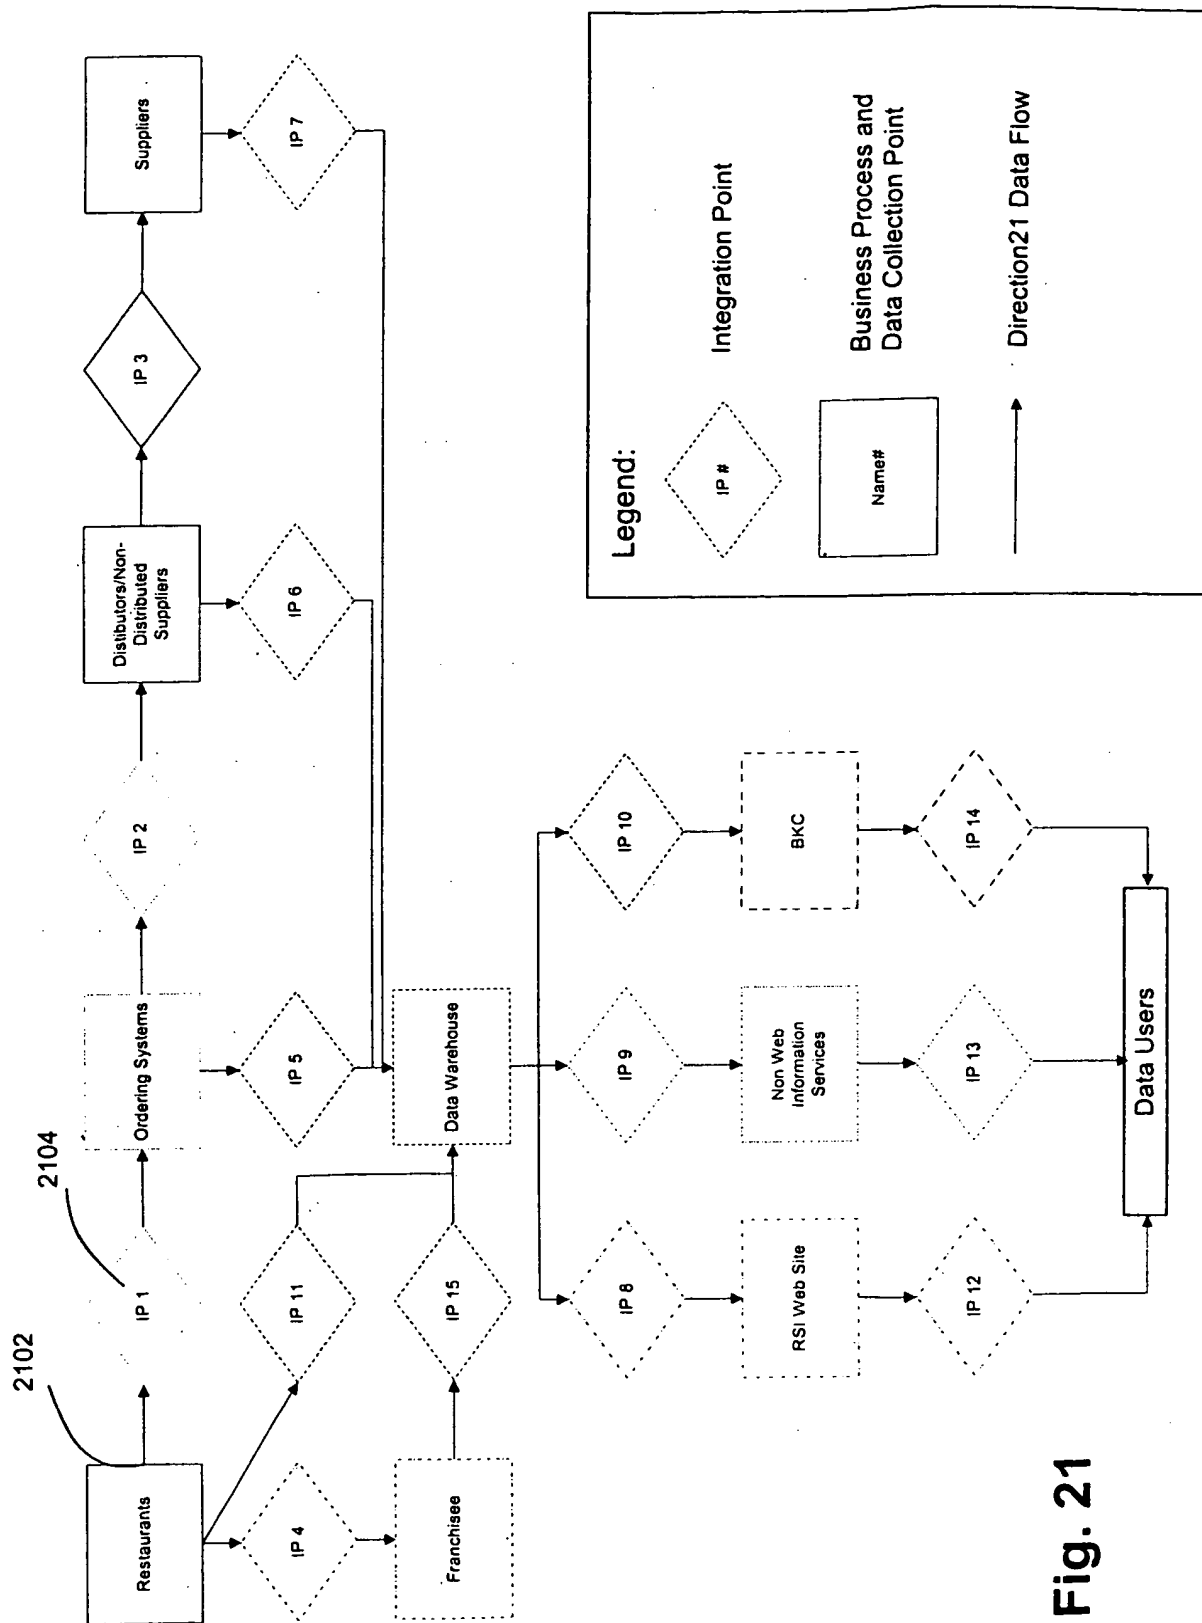 2102
2104
Restaurants
IP 1
Ordering Systems
IP 2
Distibutors/Non-
Distributed
Suppliers
IP 3
Suppliers
IP 4
IP 11
IP 5
IP 6
IP 7
Franchisee
IP 15
Data Warehouse
IP 8
IP 9
IP 10
RSI Web Site
Non Web
Information
Services
BKC
IP 12
IP 13
IP 14
Data Users
Legend:
IP #
Integration Point
Name#
Business Process and
Data Collection Point
Direction21 Data Flow
Fig. 21